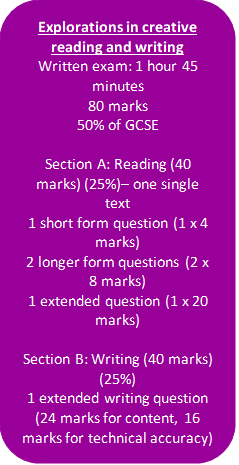 Explorations in creative
reading and writing
Written exam: 1 hour 45
minutes
80 marks
50% of GCSE
Section A: Reading (40
marks) (25%)– one single
text
1 short form question (1 x 4
marks)
2 longer form questions (2 x
8 marks)
1 extended question (1 x 20
marks)
Section B: Writing (40 marks)
(25%)
1 extended writing question
(24 marks for content, 16
marks for technical accuracy)